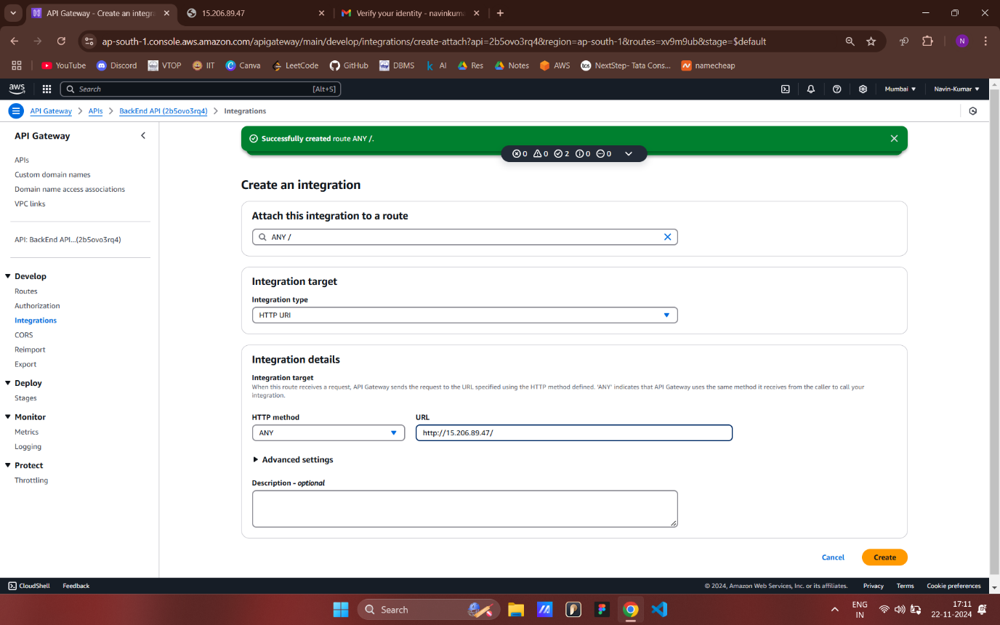 API Gateway - Create an integra
15.206.89.47
Verify your identity - navinkuma
ap-south-1.console.aws.amazon.com/apigateway/main/develop/integrations/create-attach?api=2b5ovo3rq4&region=ap-south-1&routes=xv9m9ub&stage=$default
N
YouTube Discord VTOP IIT Canva LeetCode GitHub DBMS AI Res Notes AWS NextStep- Tata Cons... namecheap
aws Search [Alt+S] Mumbai Navin-Kumar
API Gateway APIs BackEnd API (2b5ovo3rq4) Integrations
API Gateway
APIs
Custom domain names
Domain name access associations
VPC links
API: BackEnd API...(2b5ovo3rq4)
Develop
Routes
Authorization
Integrations
CORS
Reimport
Export
Deploy
Stages
Monitor
Metrics
Logging
Protect
Throttling
Successfully created route ANY /.
0 0 2 0 0
Create an integration
Attach this integration to a route
ANY /
Integration target
Integration type
HTTP URI
Integration details
Integration target
When this route receives a request, API Gateway sends the request to the URL specified using the HTTP method defined. 'ANY' indicates that API Gateway uses the same method it receives from the caller to call your
integration.
HTTP method URL
ANY http://15.206.89.47/
Advanced settings
Description - optional
Cancel Create
CloudShell Feedback © 2024, Amazon Web Services, Inc. or its affiliates. Privacy Terms Cookie preferences
Search
ENG
IN
17:11
22-11-2024